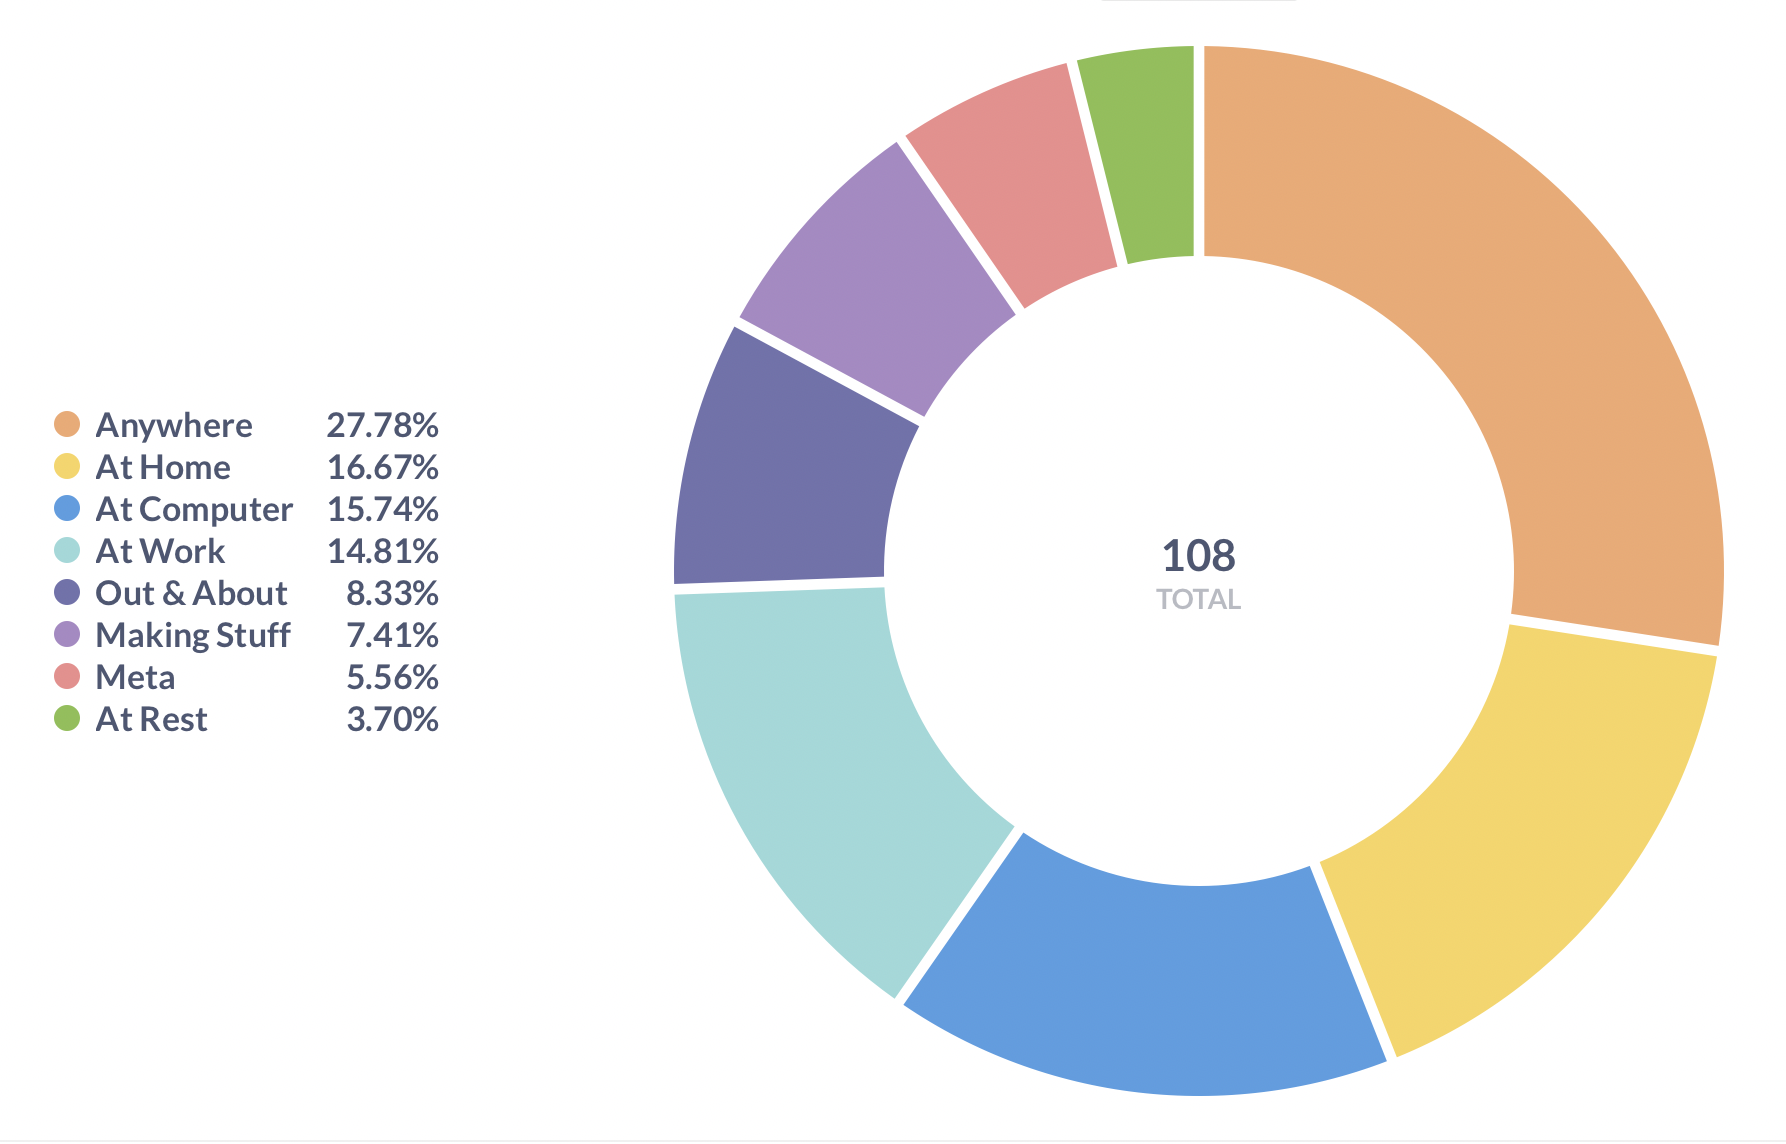 Anywhere 27.78%
At Home 16.67%
At Computer 15.74%
At Work 14.81%
Out & About 8.33%
Making Stuff 7.41%
Meta 5.56%
At Rest 3.70%
108
TOTAL